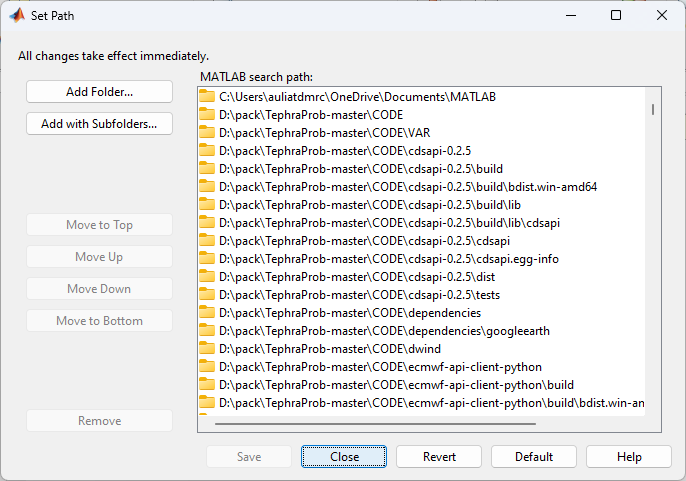 Set Path
All changes take effect immediately.
MATLAB search path:
Add Folder...
Add with Subfolders...
Move to Top
Move Up
Move Down
Move to Bottom
Remove
C:\Users\auliatdmrc\OneDrive\Documents\MATLAB
D:\pack\TephraProb-master\CODE
D:\pack\TephraProb-master\CODE\VAR
D:\pack\TephraProb-master\CODE\cdsapi-0.2.5
D:\pack\TephraProb-master\CODE\cdsapi-0.2.5\build
D:\pack\TephraProb-master\CODE\cdsapi-0.2.5\build\bdist.win-amd64
D:\pack\TephraProb-master\CODE\cdsapi-0.2.5\build\lib
D:\pack\TephraProb-master\CODE\cdsapi-0.2.5\build\lib\cdsapi
D:\pack\TephraProb-master\CODE\cdsapi-0.2.5\cdsapi
D:\pack\TephraProb-master\CODE\cdsapi-0.2.5\cdsapi.egg-info
D:\pack\TephraProb-master\CODE\cdsapi-0.2.5\dist
D:\pack\TephraProb-master\CODE\cdsapi-0.2.5\tests
D:\pack\TephraProb-master\CODE\dependencies
D:\pack\TephraProb-master\CODE\dependencies\googleearth
D:\pack\TephraProb-master\CODE\dwind
D:\pack\TephraProb-master\CODE\ecmwf-api-client-python
D:\pack\TephraProb-master\CODE\ecmwf-api-client-python\build
D:\pack\TephraProb-master\CODE\ecmwf-api-client-python\build\bdist.win-an
Save
Close
Revert
Default
Help